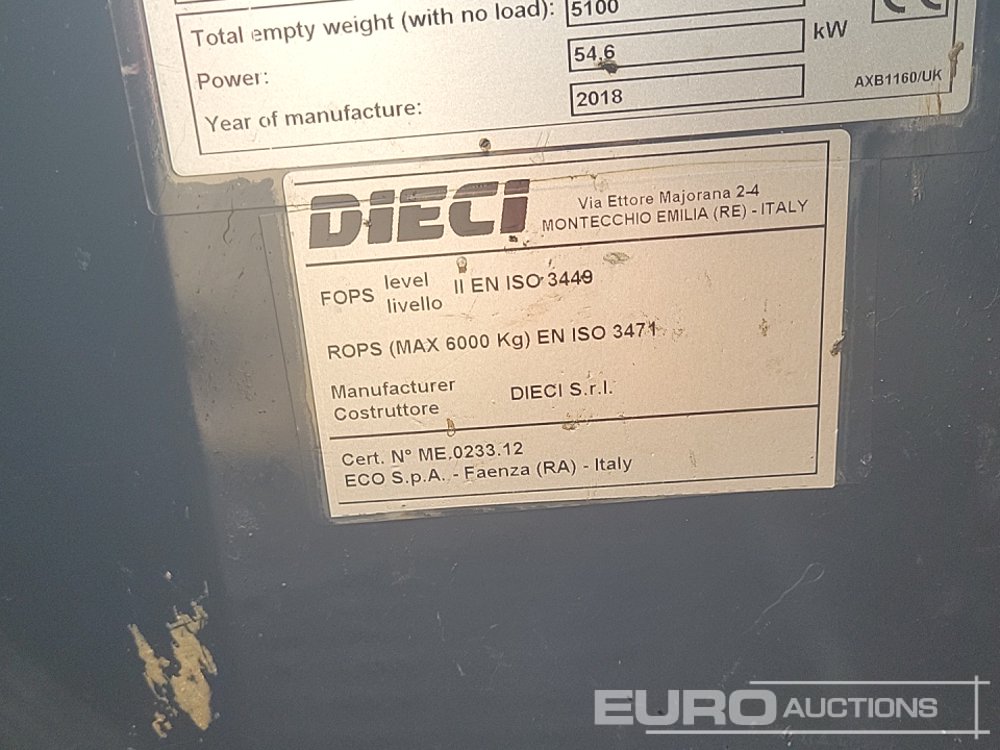 Total empty weight (with no load): 5100
Power: 54,6 kW
Year of manufacture: 2018
CE
AXB1160/UK
DIECI
Via Ettore Majorana 2-4
MONTECCHIO EMILIA (RE) - ITALY
FOPS level livello II EN ISO 3449
ROPS (MAX 6000 Kg) EN ISO 3471
Manufacturer
Costruttore
DIECI S.r.l.
Cert. N° ME.0233.12
ECO S.p.A. - Faenza (RA) - Italy
EURO AUCTIONS